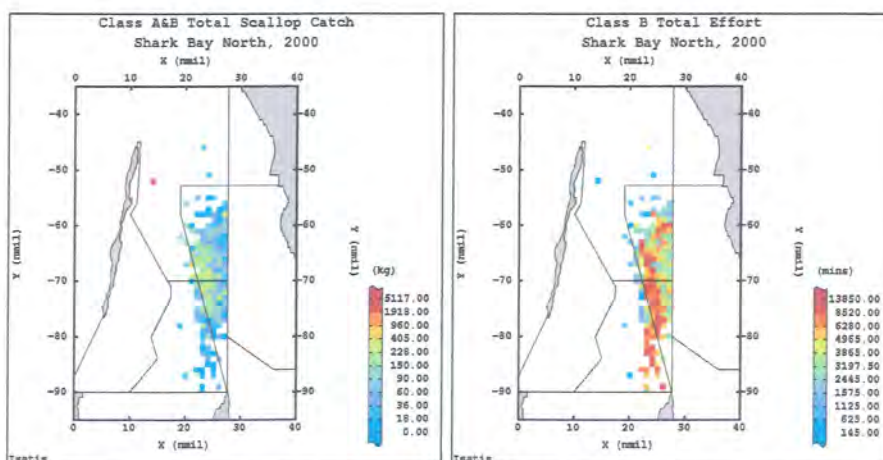 Class A&B Total Scallop Catch
Shark Bay North, 2000
X (nmil)
0 10 20 30 40
-40 -40
-50 -50
-60 -60
-70 -70
-80 -80
-90 -90
Y (nmil)
Y (nmil)
(kg)
5117.00
1918.00
960.00
405.00
228.00
150.00
90.00
60.00
36.00
18.00
0.00
0 10 20 30 40
X (nmil)
Class B Total Effort
Shark Bay North, 2000
X (nmil)
0 10 20 30 40
-40 -40
-50 -50
-60 -60
-70 -70
-80 -80
-90 -90
Y (nmil)
Y (nmil)
(mins)
13850.00
8520.00
6280.00
4965.00
3865.00
3197.50
2445.00
1575.00
1125.00
625.00
145.00
0 10 20 30 40
X (nmil)